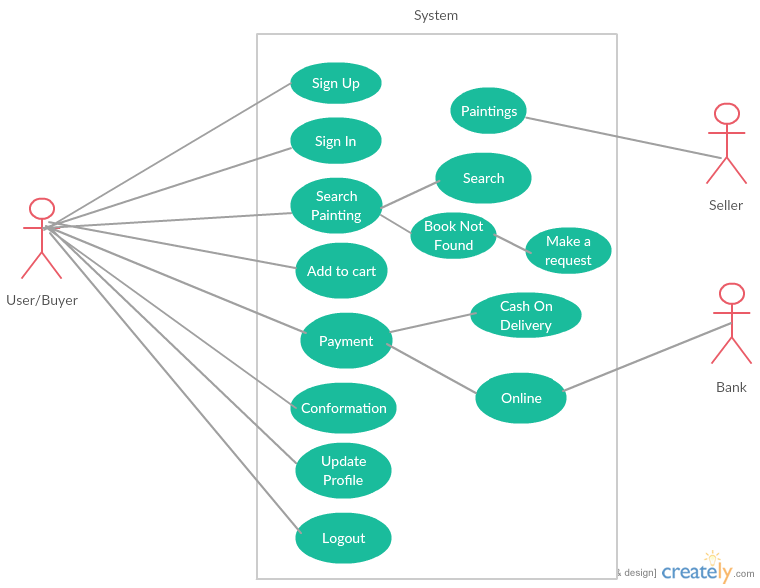 System
Sign Up
Paintings
Sign In
Search
Search
Painting
Seller
Book Not
Found
Make a
request
User/Buyer
Add to cart
Cash On
Delivery
Payment
Bank
Online
Conformation
Update
Profile
Logout
& design]
creately.com